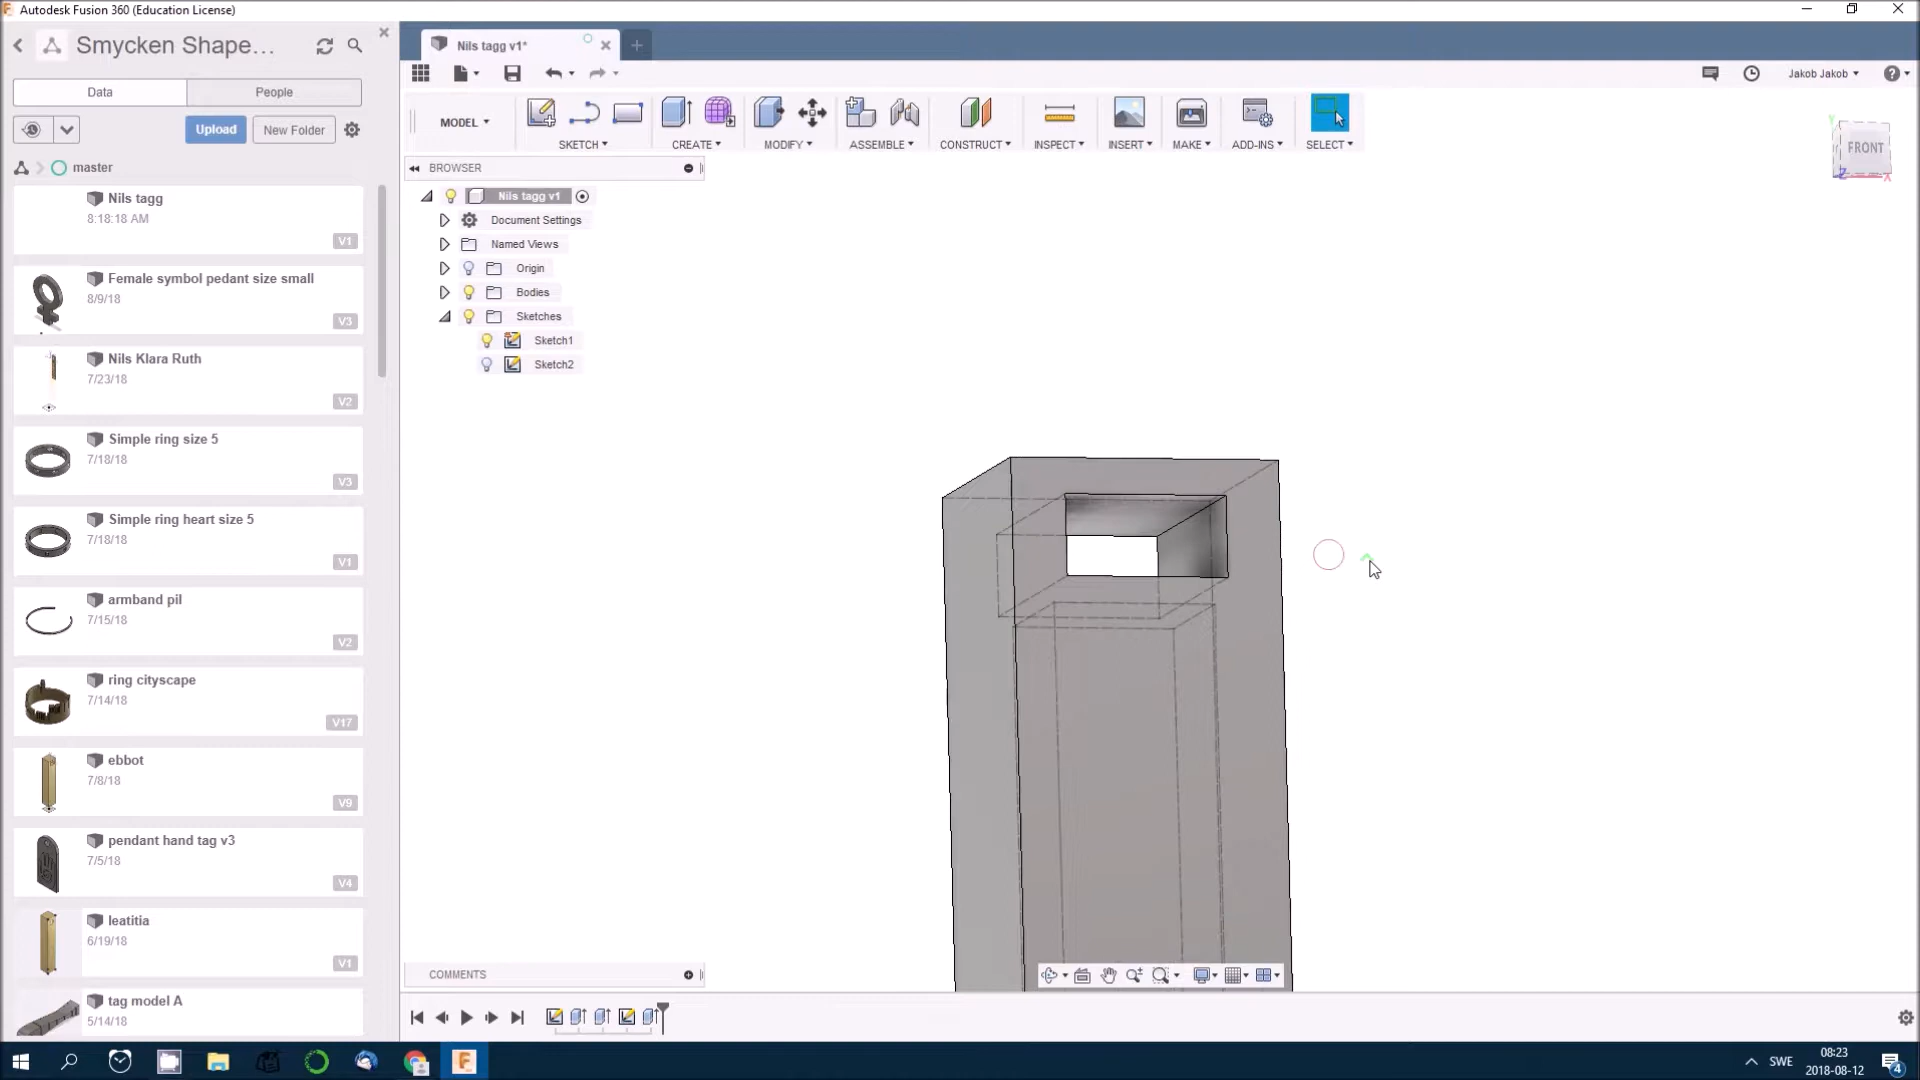 Autodesk Fusion 360 (Education License)
Smycken Shape...
Data
People
Upload
New Folder
master
Nils tagg
8:18:18 AM
V1
Female symbol pedant size small
8/9/18
V3
Nils Klara Ruth
7/23/18
V2
Simple ring size 5
7/18/18
V3
Simple ring heart size 5
7/18/18
V1
armband pil
7/15/18
V2
ring cityscape
7/14/18
V17
ebbot
7/8/18
V9
pendant hand tag v3
7/5/18
V4
leatitia
6/19/18
V1
tag model A
5/14/18
Nils tagg v1*
Jakob Jakob
MODEL
SKETCH
CREATE
MODIFY
ASSEMBLE
CONSTRUCT
INSPECT
INSERT
MAKE
ADD-INS
SELECT
BROWSER
Nils tagg v1
Document Settings
Named Views
Origin
Bodies
Sketches
Sketch1
Sketch2
FRONT
Y
Z
X
COMMENTS
SWE
08:23
2018-08-12
4